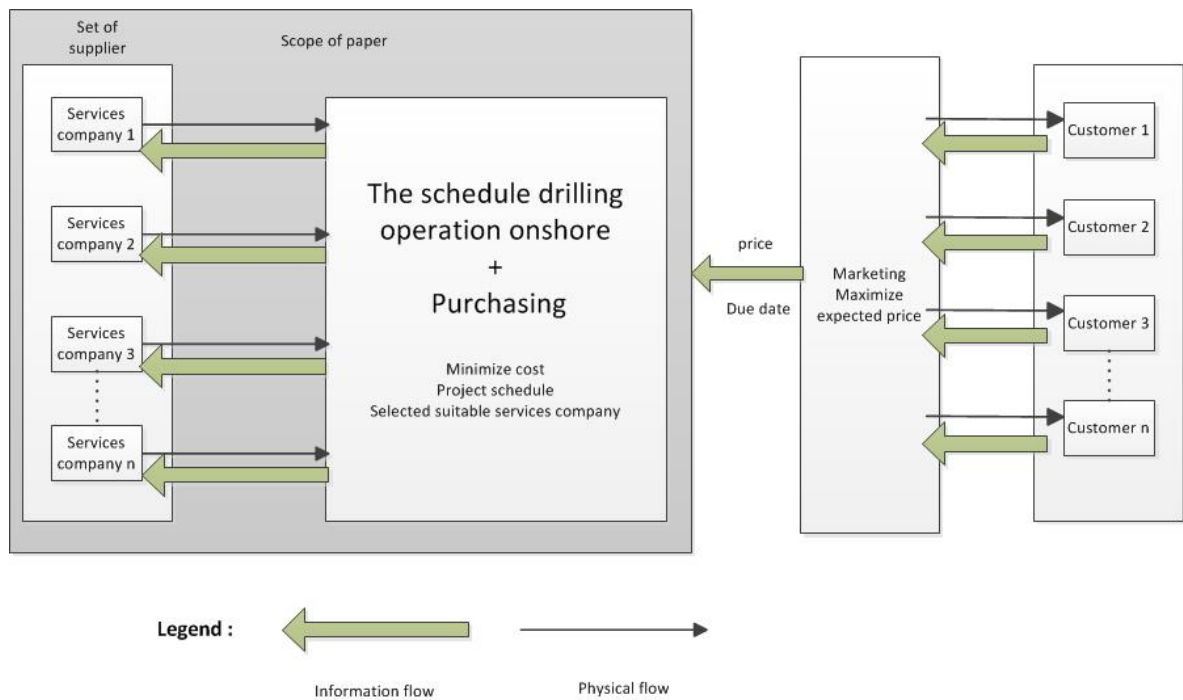 Set of
supplier
Scope of paper
Services
company 1
Services
company 2
Services
company 3
Services
company n
The schedule drilling
operation onshore
+
Purchasing
Minimize cost
Project schedule
Selected suitable services company
price
Due date
Marketing
Maximize
expected price
Customer 1
Customer 2
Customer 3
Customer n
Legend :
Information flow
Physical flow